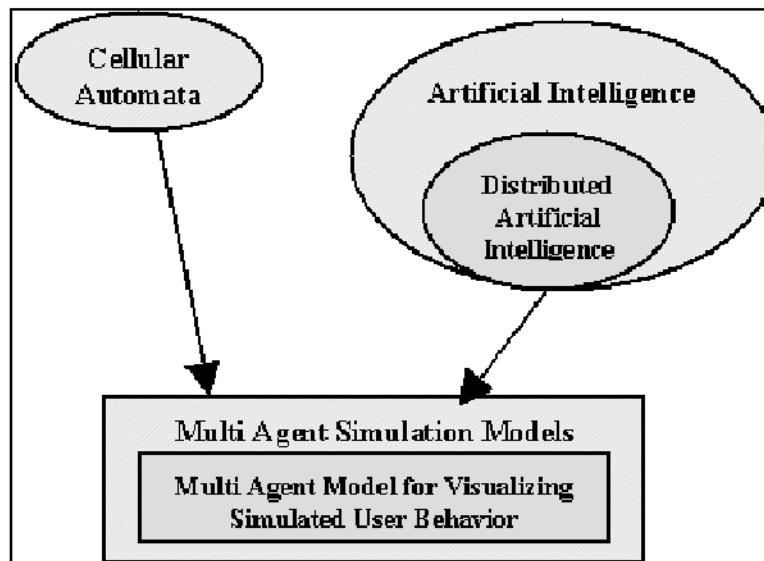 Cellular
Automata
Artificial Intelligence
Distributed
Artificial
Intelligence
Multi Agent Simulation Models
Multi Agent Model for Visualizing
Simulated User Behavior